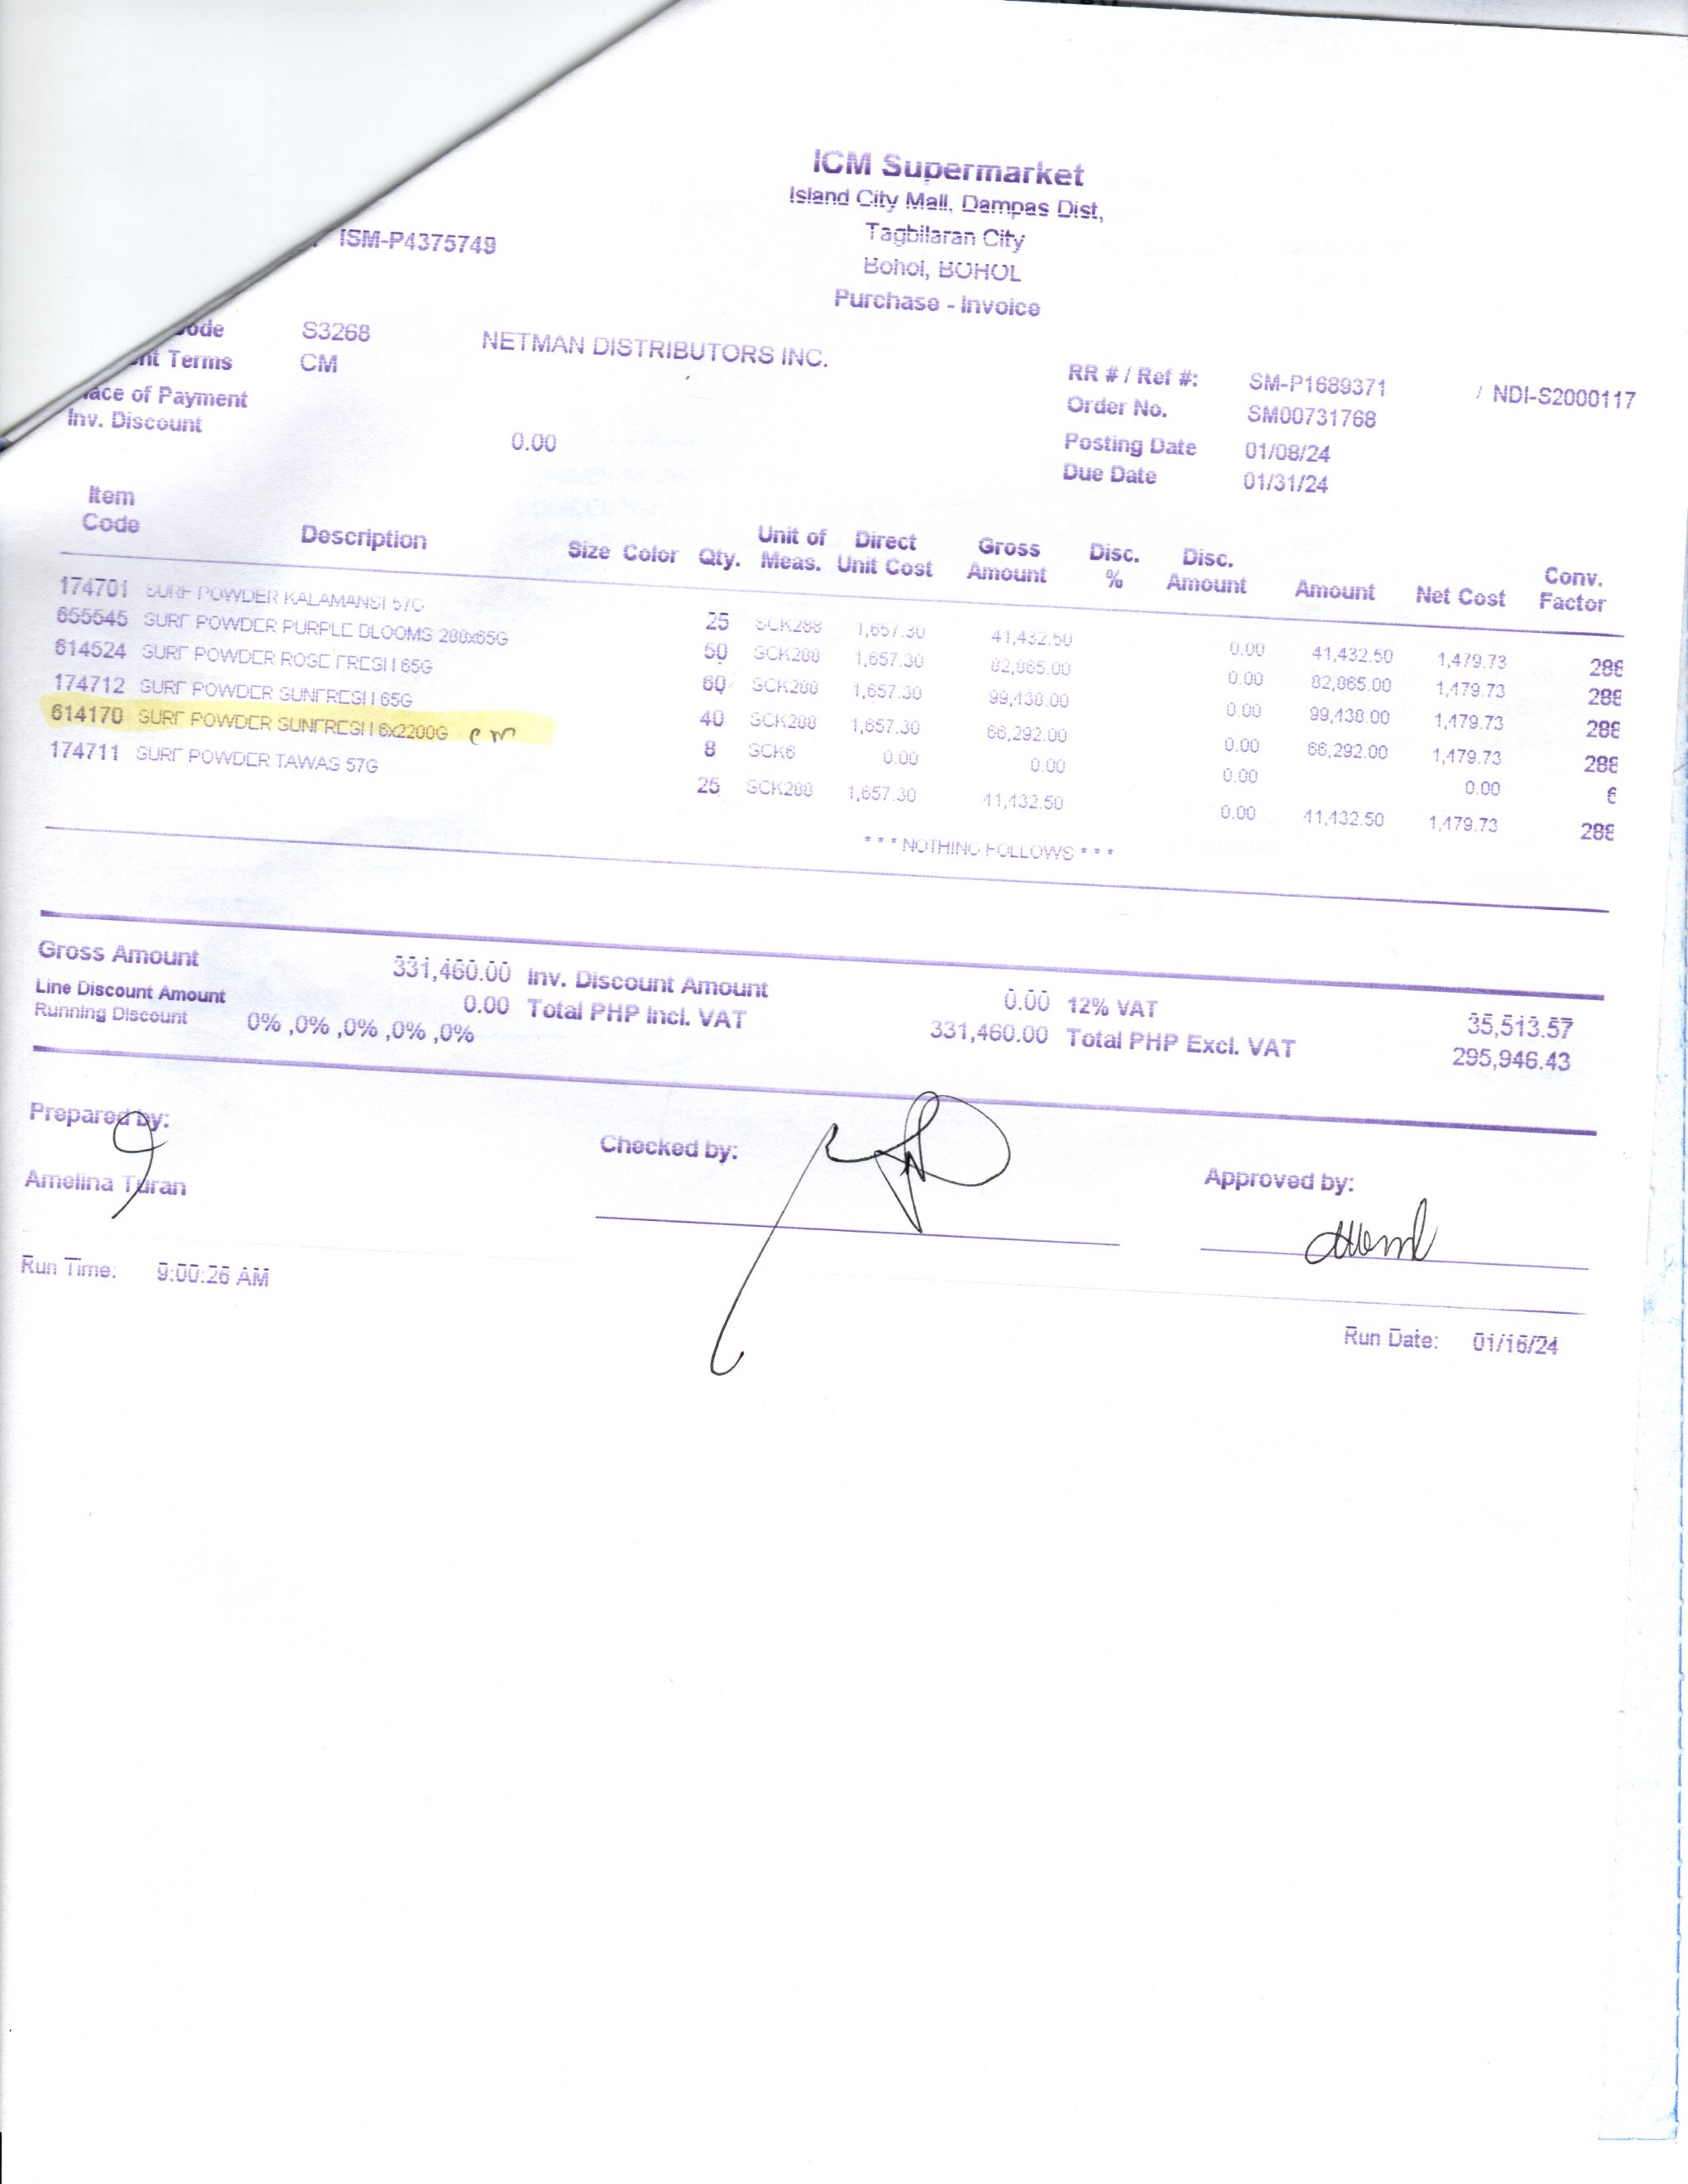 ICM Supermarket
Island City Mall, Dampas Dist,
Tagbilaran City
Bohol, BOHOL
Purchase - Invoice
ISM-P4375749
S3268 NETMAN DISTRIBUTORS INC.
Terms CM
of Payment
Inv. Discount 0.00
RR # / Ref #: SM-P1689371 / NDI-S2000117
Order No. SM00731768
Posting Date 01/08/24
Due Date 01/31/24
Item Code Description Size Color Qty. Unit of Meas. Direct Unit Cost Gross Amount Disc. % Disc. Amount Amount Net Cost Conv. Factor
174701 SURF POWDER KALAMANSI 57G 25 SCK288 1,657.30 41,432.50 0.00 41,432.50 1,479.73 288
655545 SURF POWDER PURPLE BLOOMS 288x65G 50 SCK288 1,657.30 82,865.00 0.00 82,865.00 1,479.73 288
614524 SURF POWDER ROSE FRESH 65G 60 SCK288 1,657.30 99,438.00 0.00 99,438.00 1,479.73 288
174712 SURF POWDER SUNFRESH 65G 40 SCK288 1,657.30 66,292.00 0.00 66,292.00 1,479.73 288
614170 SURF POWDER SUNFRESH 6x2200G cm 8 SCK6 0.00 0.00 0.00 0.00 6
174711 SURF POWDER TAWAS 57G 25 SCK288 1,657.30 41,432.50 0.00 41,432.50 1,479.73 288
* * * NOTHING FOLLOWS * * *
Gross Amount 331,460.00 Inv. Discount Amount 0.00 12% VAT 35,513.57
Line Discount Amount 0.00 Total PHP Incl. VAT 331,460.00 Total PHP Excl. VAT 295,946.43
Running Discount 0% ,0% ,0% ,0% ,0%
Prepared by: Checked by: Approved by:
Amelina Turan
Run Time: 9:00:26 AM Run Date: 01/16/24